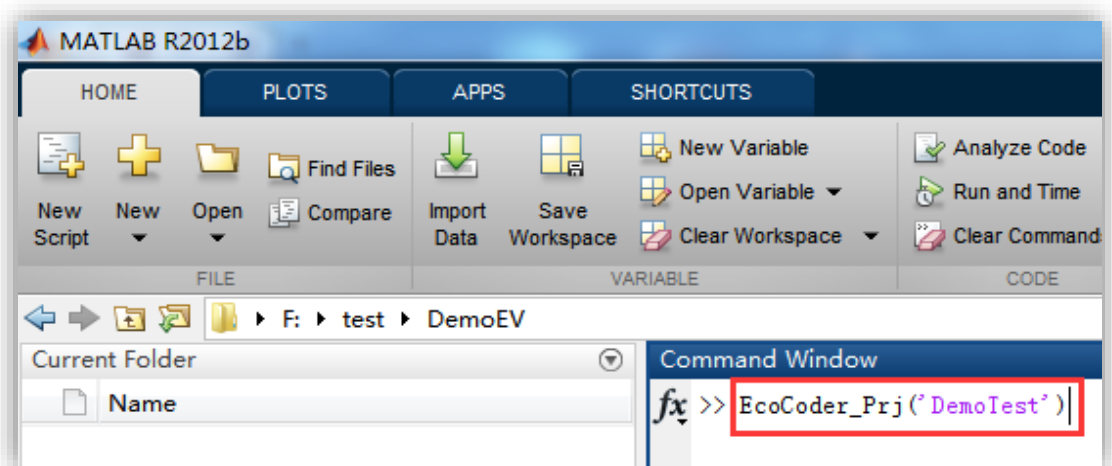 MATLAB R2012b
HOME PLOTS APPS SHORTCUTS
New Script
New
Open
Find Files
Compare
Import Data
Save Workspace
New Variable
Open Variable
Clear Workspace
Analyze Code
Run and Time
Clear Command
FILE VARIABLE CODE
F: test DemoEV
Current Folder
Name
Command Window
fx >> EcoCoder_Prj('DemoTest')